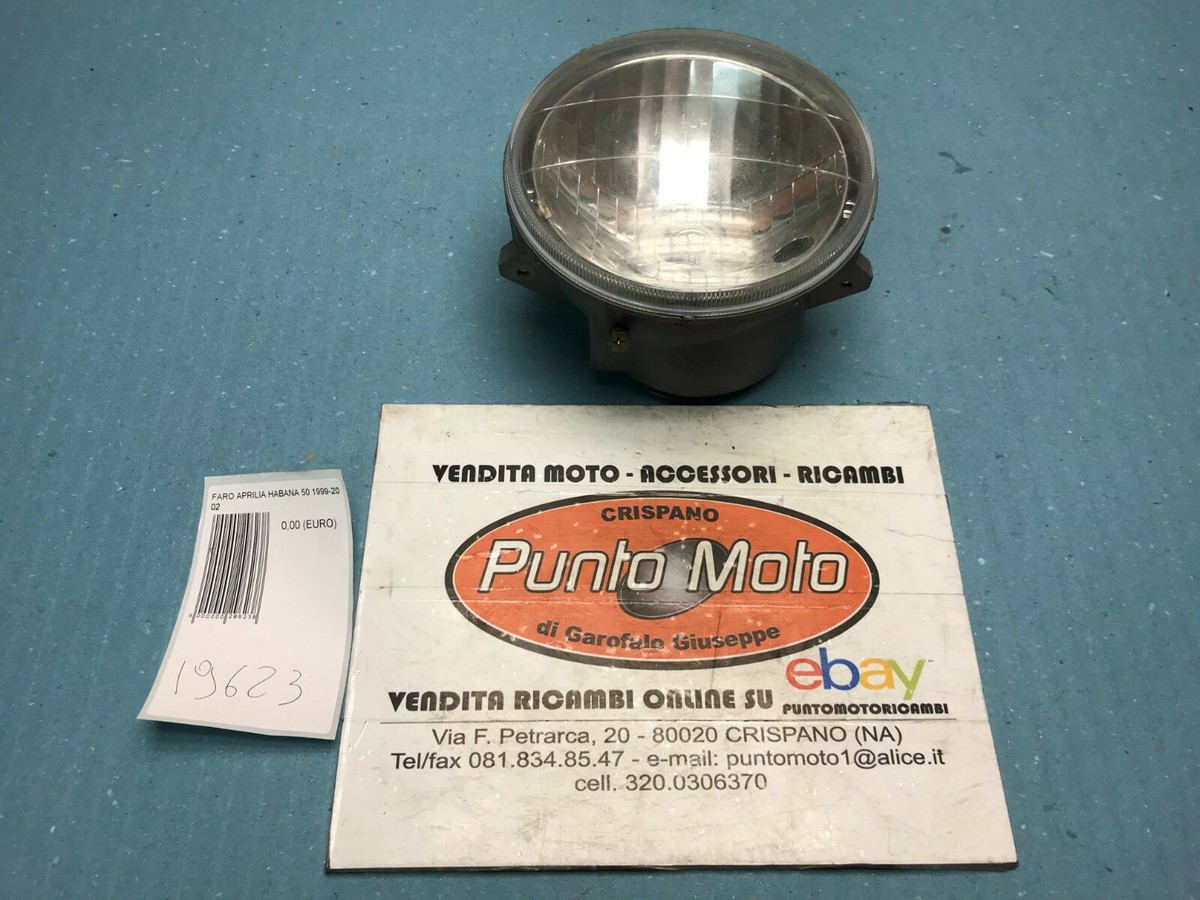 FARO APRILIA HABANA 50 1999-20
02
0,00 (EURO)
19623
VENDITA MOTO - ACCESSORI - RICAMBI
CRISPANO
Punto Moto
di Garofalo Giuseppe
ebay
VENDITA RICAMBI ONLINE SU
PUNTOMOTORICAMBI
Via F. Petrarca, 20 - 80020 CRISPANO (NA)
Tel/fax 081.834.85.47 - e-mail: puntomoto1@alice.it
cell. 320.0306370